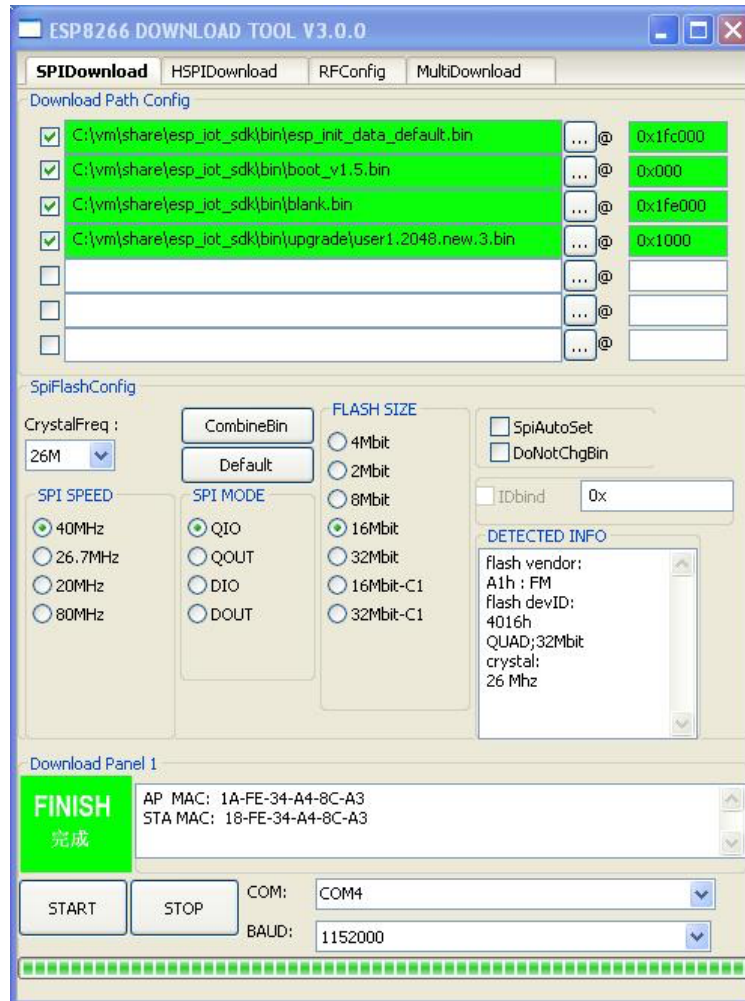 ESP8266 DOWNLOAD TOOL V3.0.0
SPIDownload HSPIDownload RFConfig MultiDownload
Download Path Config
C:\vm\share\esp_iot_sdk\bin\esp_init_data_default.bin ... @ 0x1fc000
C:\vm\share\esp_iot_sdk\bin\boot_v1.5.bin ... @ 0x000
C:\vm\share\esp_iot_sdk\bin\blank.bin ... @ 0x1fe000
C:\vm\share\esp_iot_sdk\bin\upgrade\user1.2048.new.3.bin ... @ 0x1000
... @
... @
... @
SpiFlashConfig
CrystalFreq :
26M
CombineBin
Default
SPI SPEED
40MHz
26.7MHz
20MHz
80MHz
SPI MODE
QIO
QOUT
DIO
DOUT
FLASH SIZE
4Mbit
2Mbit
8Mbit
16Mbit
32Mbit
16Mbit-C1
32Mbit-C1
SpiAutoSet
DoNotChgBin
IDbind 0x
DETECTED INFO
flash vendor:
A1h : FM
flash devID:
4016h
QUAD;32Mbit
crystal:
26 Mhz
Download Panel 1
FINISH
完成
AP MAC: 1A-FE-34-A4-8C-A3
STA MAC: 18-FE-34-A4-8C-A3
START
STOP
COM: COM4
BAUD: 1152000